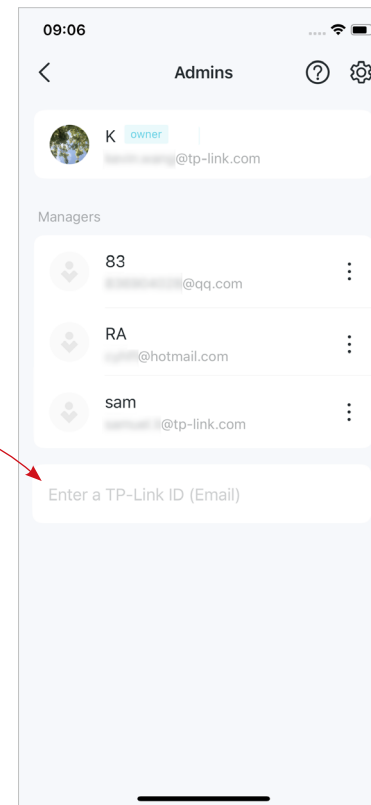 09:06
Admins
K owner
@tp-link.com
Managers
83
@qq.com
RA
@hotmail.com
sam
@tp-link.com
Enter a TP-Link ID (Email)